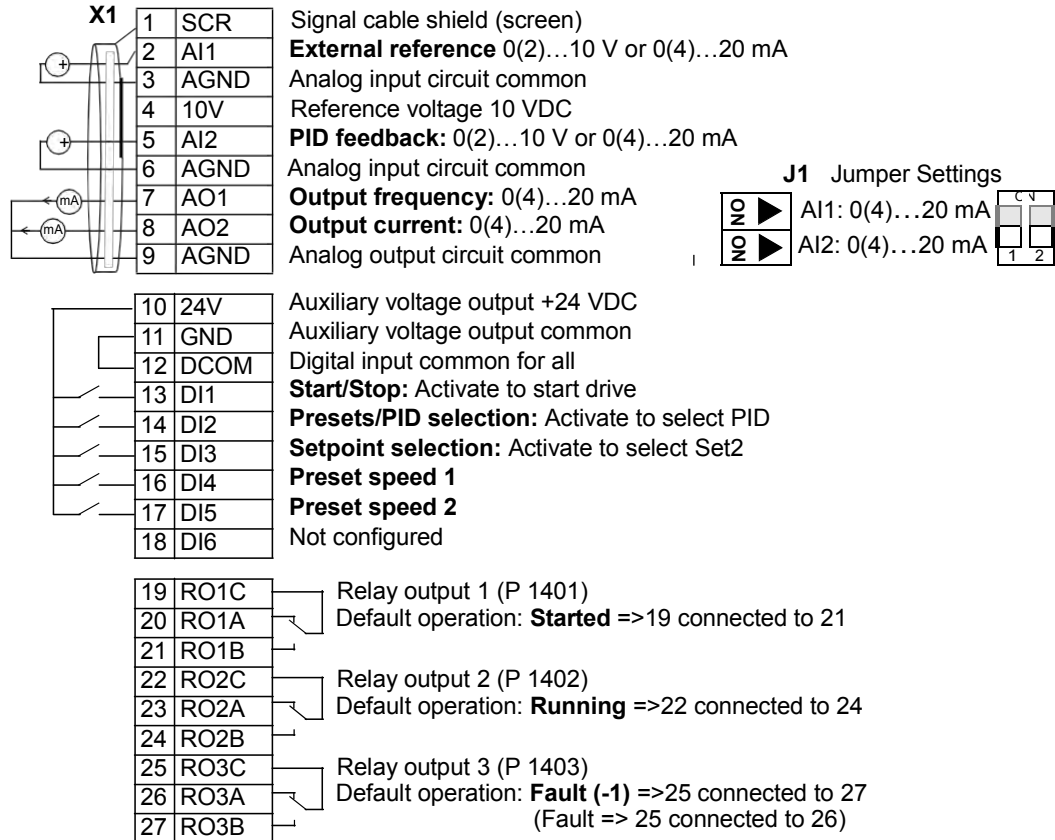 X1
1 SCR Signal cable shield (screen)
2 AI1 External reference 0(2)…10 V or 0(4)…20 mA
3 AGND Analog input circuit common
4 10V Reference voltage 10 VDC
5 AI2 PID feedback: 0(2)…10 V or 0(4)…20 mA
6 AGND Analog input circuit common
7 AO1 Output frequency: 0(4)…20 mA
8 AO2 Output current: 0(4)…20 mA
9 AGND Analog output circuit common
+
+
mA
mA
J1 Jumper Settings
ON AI1: 0(4)…20 mA
ON AI2: 0(4)…20 mA
1 2
10 24V Auxiliary voltage output +24 VDC
11 GND Auxiliary voltage output common
12 DCOM Digital input common for all
13 DI1 Start/Stop: Activate to start drive
14 DI2 Presets/PID selection: Activate to select PID
15 DI3 Setpoint selection: Activate to select Set2
16 DI4 Preset speed 1
17 DI5 Preset speed 2
18 DI6 Not configured
19 RO1C Relay output 1 (P 1401)
20 RO1A Default operation: Started =>19 connected to 21
21 RO1B
22 RO2C Relay output 2 (P 1402)
23 RO2A Default operation: Running =>22 connected to 24
24 RO2B
25 RO3C Relay output 3 (P 1403)
26 RO3A Default operation: Fault (-1) =>25 connected to 27
27 RO3B (Fault => 25 connected to 26)